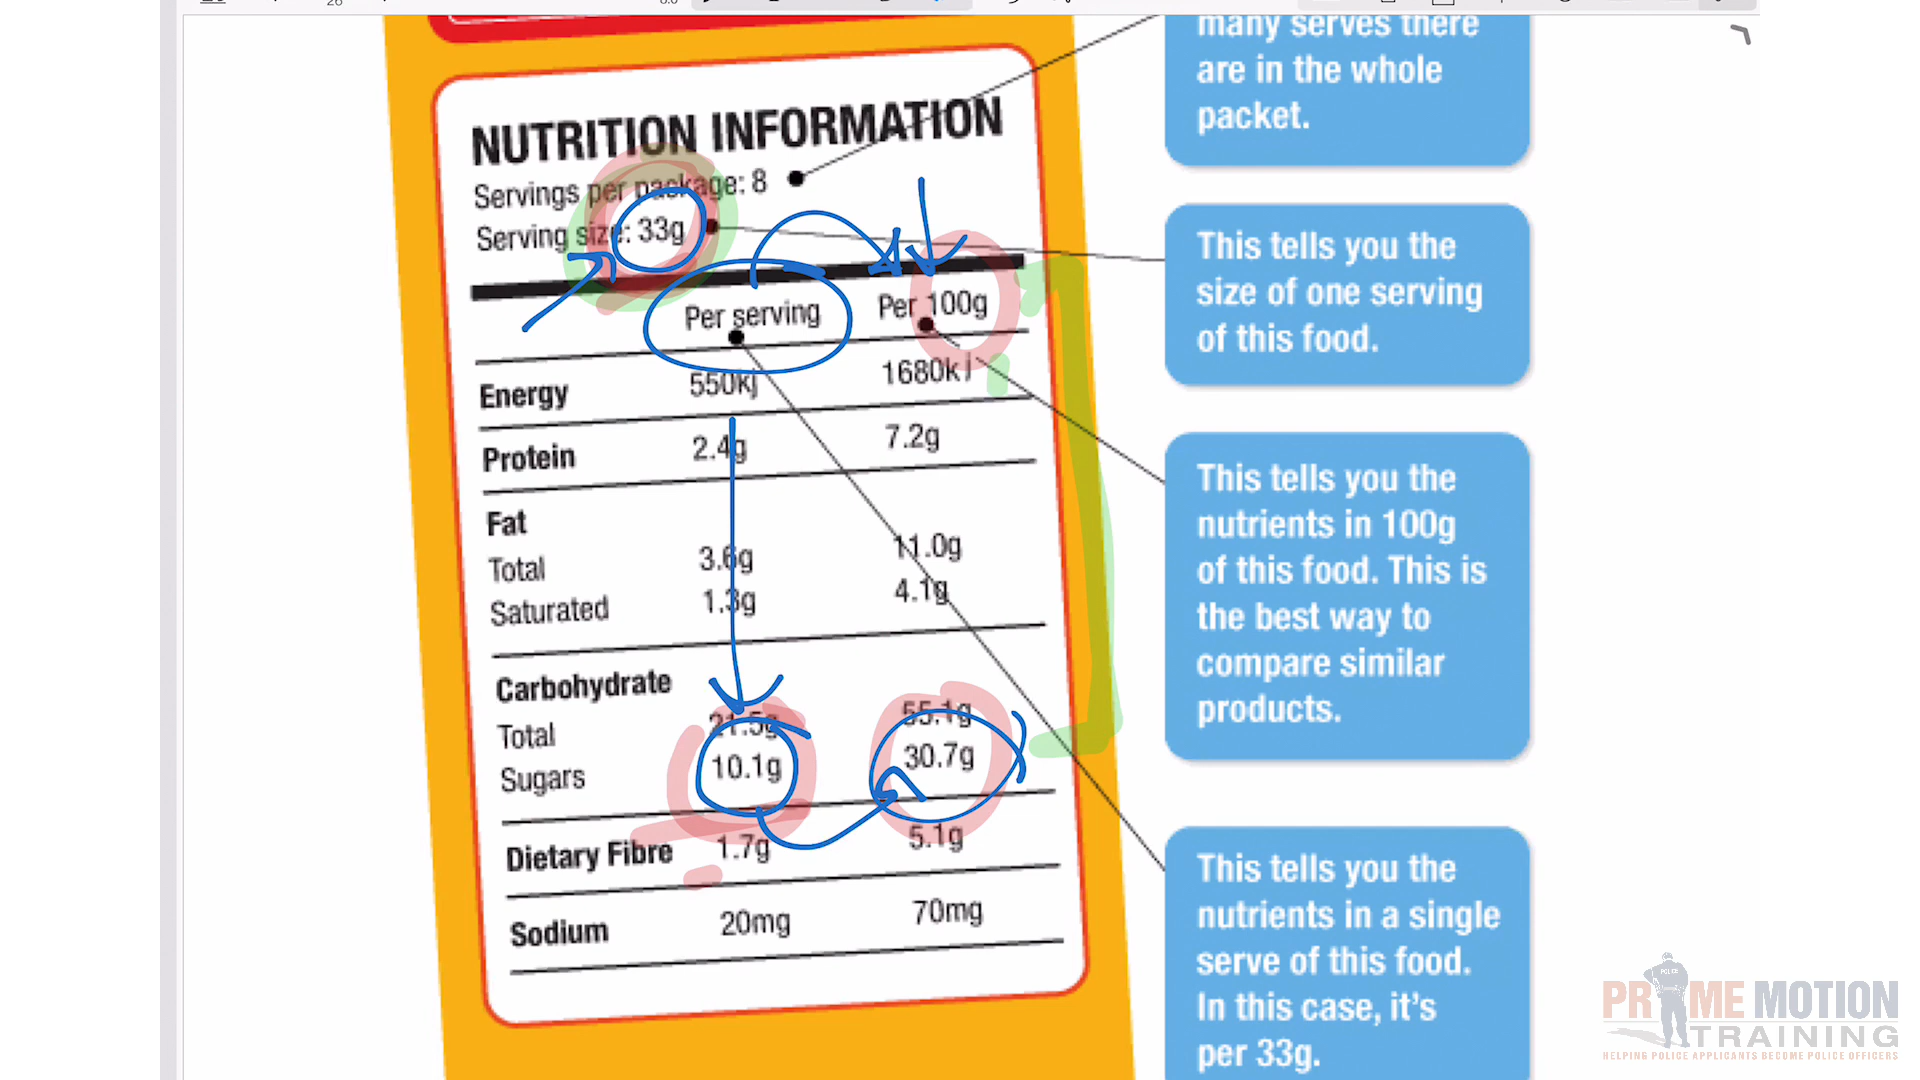 many serves there
are in the whole
packet.
NUTRITION INFORMATION
Servings per package: 8
Serving size: 33g
This tells you the
size of one serving
of this food.
Per serving Per 100g
Energy 550kj 1680kj
Protein 2.4g 7.2g
Fat
Total 3.6g 11.0g
Saturated 1.3g 4.1g
This tells you the
nutrients in 100g
of this food. This is
the best way to
compare similar
products.
Carbohydrate
Total 21.5g 65.1g
Sugars 10.1g 30.7g
Dietary Fibre 1.7g 5.1g
Sodium 20mg 70mg
This tells you the
nutrients in a single
serve of this food.
In this case, it's
per 33g.
PRIME MOTION
TRAINING
HELPING POLICE APPLICANTS BECOME POLICE OFFICERS